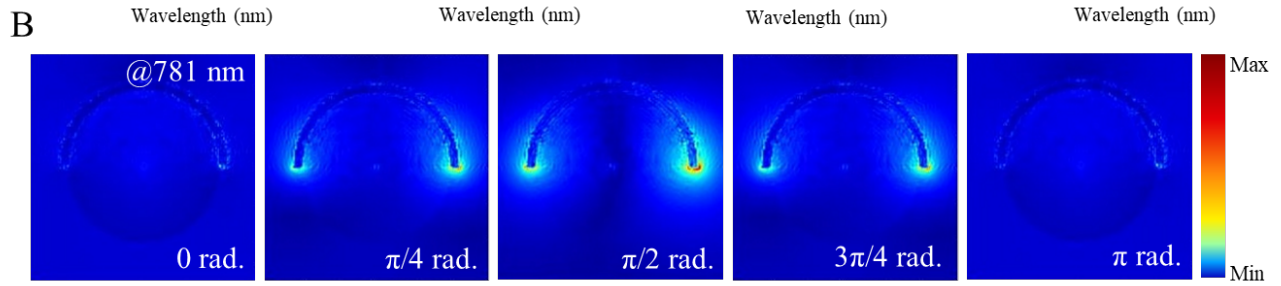 Wavelength (nm) Wavelength (nm) Wavelength (nm) Wavelength (nm)
B
@781 nm
Max
0 rad. π/4 rad. π/2 rad. 3π/4 rad. π rad.
Min